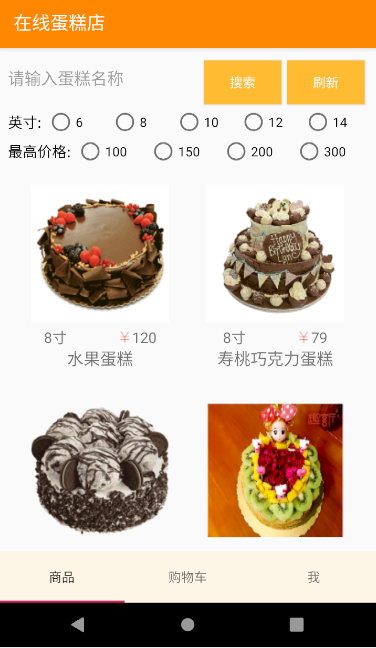 在线蛋糕店
请输入蛋糕名称 搜索 刷新
英寸: 6 8 10 12 14
最高价格: 100 150 200 300
Happy Birthday
8寸 ￥120 8寸 ￥79
水果蛋糕 寿桃巧克力蛋糕
商品 购物车 我